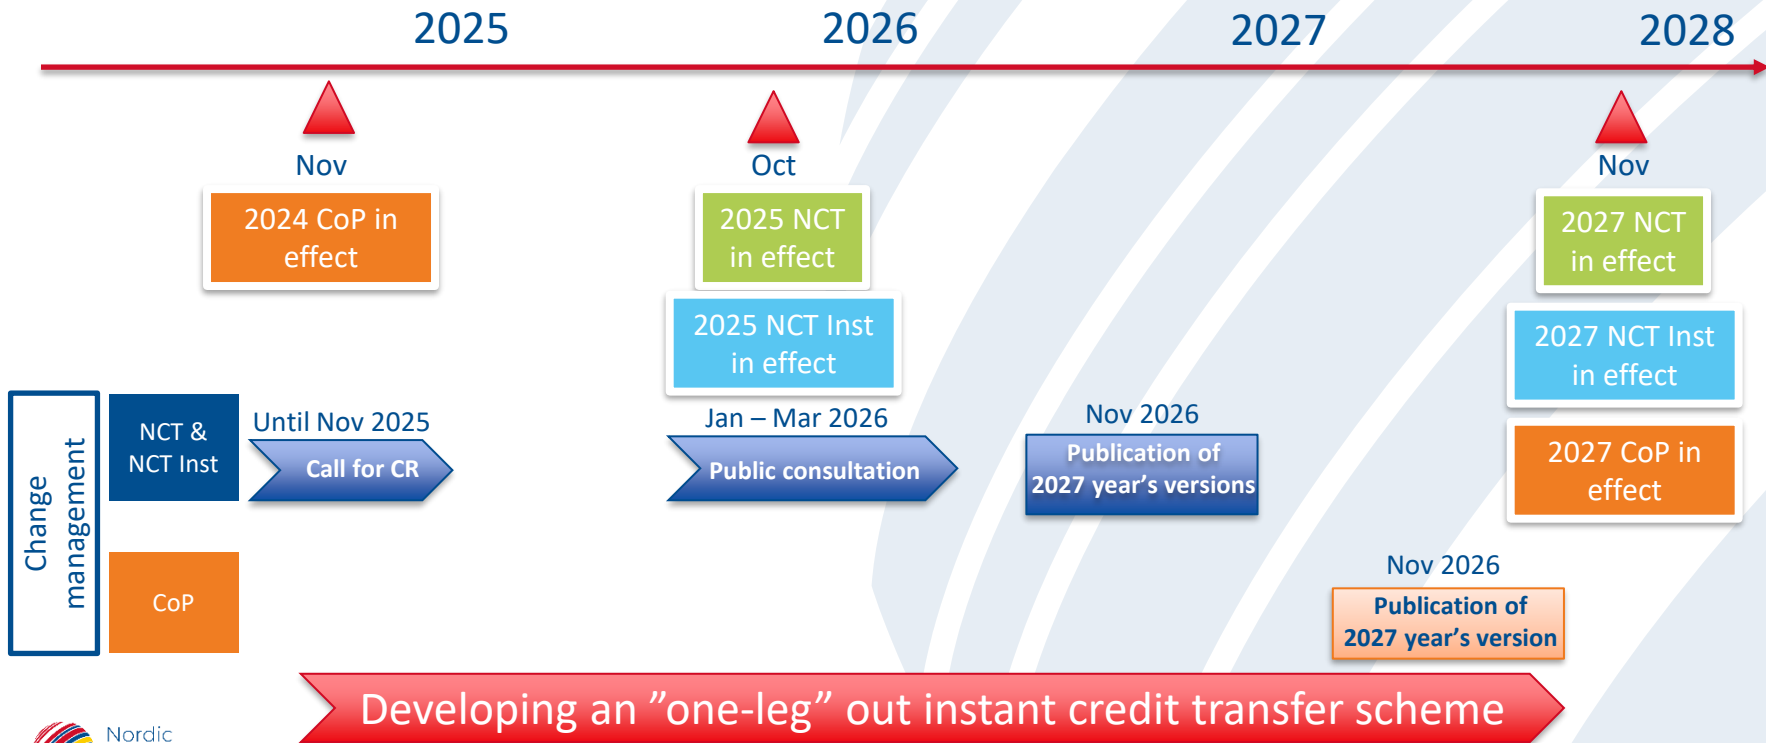 2025
2026
2027
2028
Nov
Oct
Nov
2024 CoP in
effect
2025 NCT
in effect
2025 NCT Inst
in effect
2027 NCT
in effect
2027 NCT Inst
in effect
2027 CoP in
effect
Change
management
NCT &
NCT Inst
Until Nov 2025
Call for CR
Jan – Mar 2026
Public consultation
Nov 2026
Publication of
2027 year's versions
CoP
Nov 2026
Publication of
2027 year's version
Developing an ”one-leg” out instant credit transfer scheme
Nordic